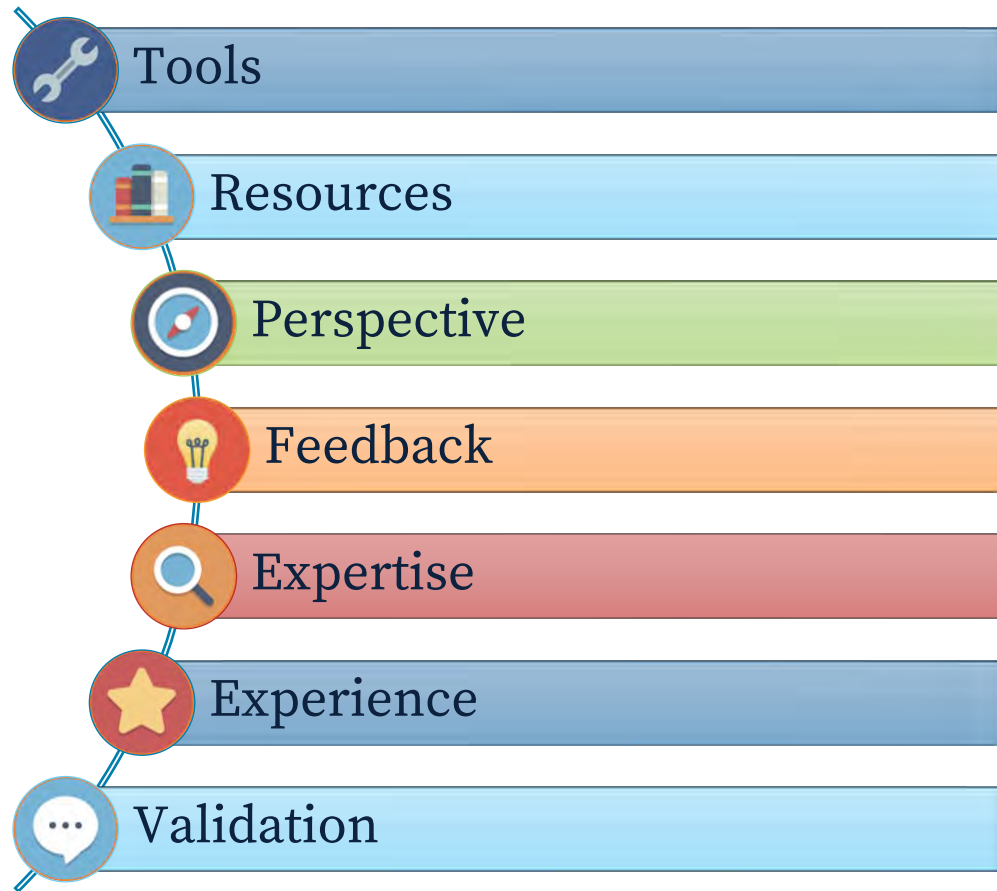 Tools
Resources
Perspective
Feedback
Expertise
Experience
Validation